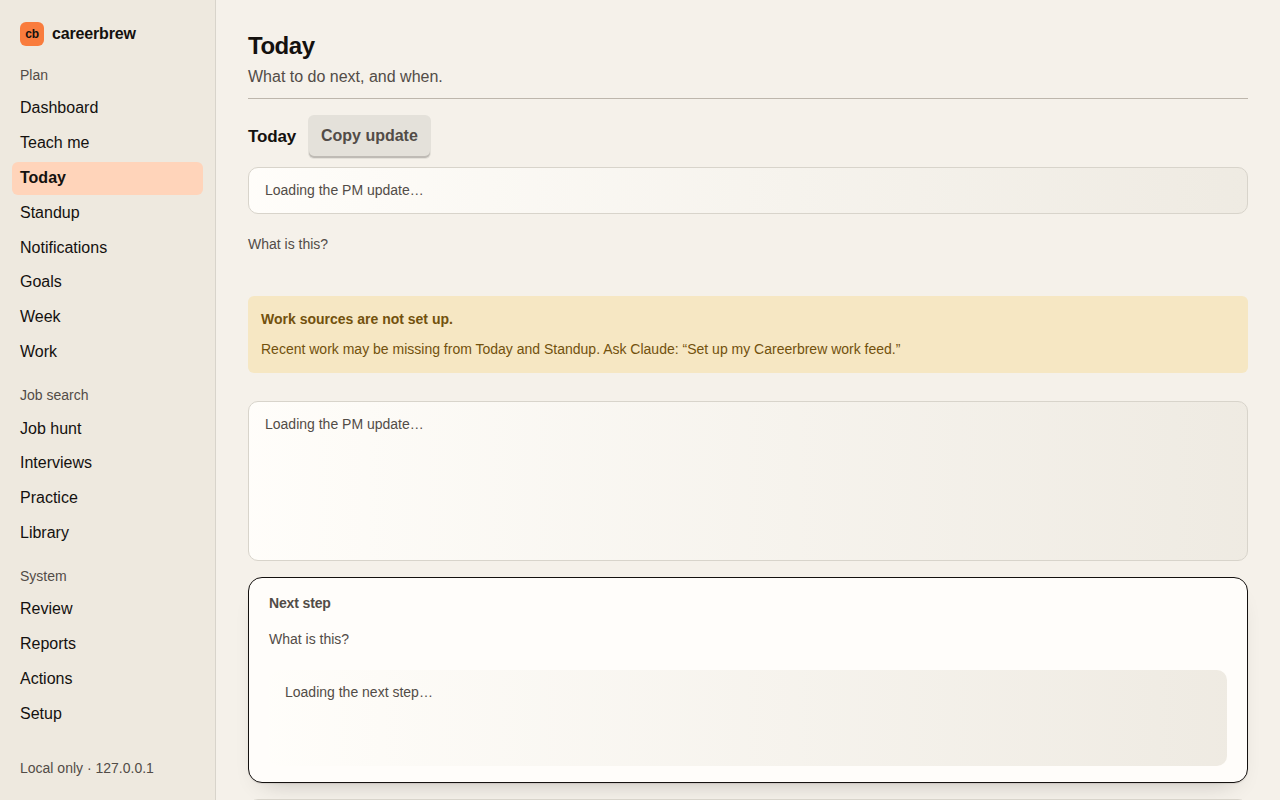 cb careerbrew
Plan
Dashboard
Teach me
Today
Standup
Notifications
Goals
Week
Work
Job search
Job hunt
Interviews
Practice
Library
System
Review
Reports
Actions
Setup
Local only · 127.0.0.1
Today
What to do next, and when.
Today Copy update
Loading the PM update…
What is this?
Work sources are not set up.
Recent work may be missing from Today and Standup. Ask Claude: “Set up my Careerbrew work feed.”
Loading the PM update…
Next step
What is this?
Loading the next step…